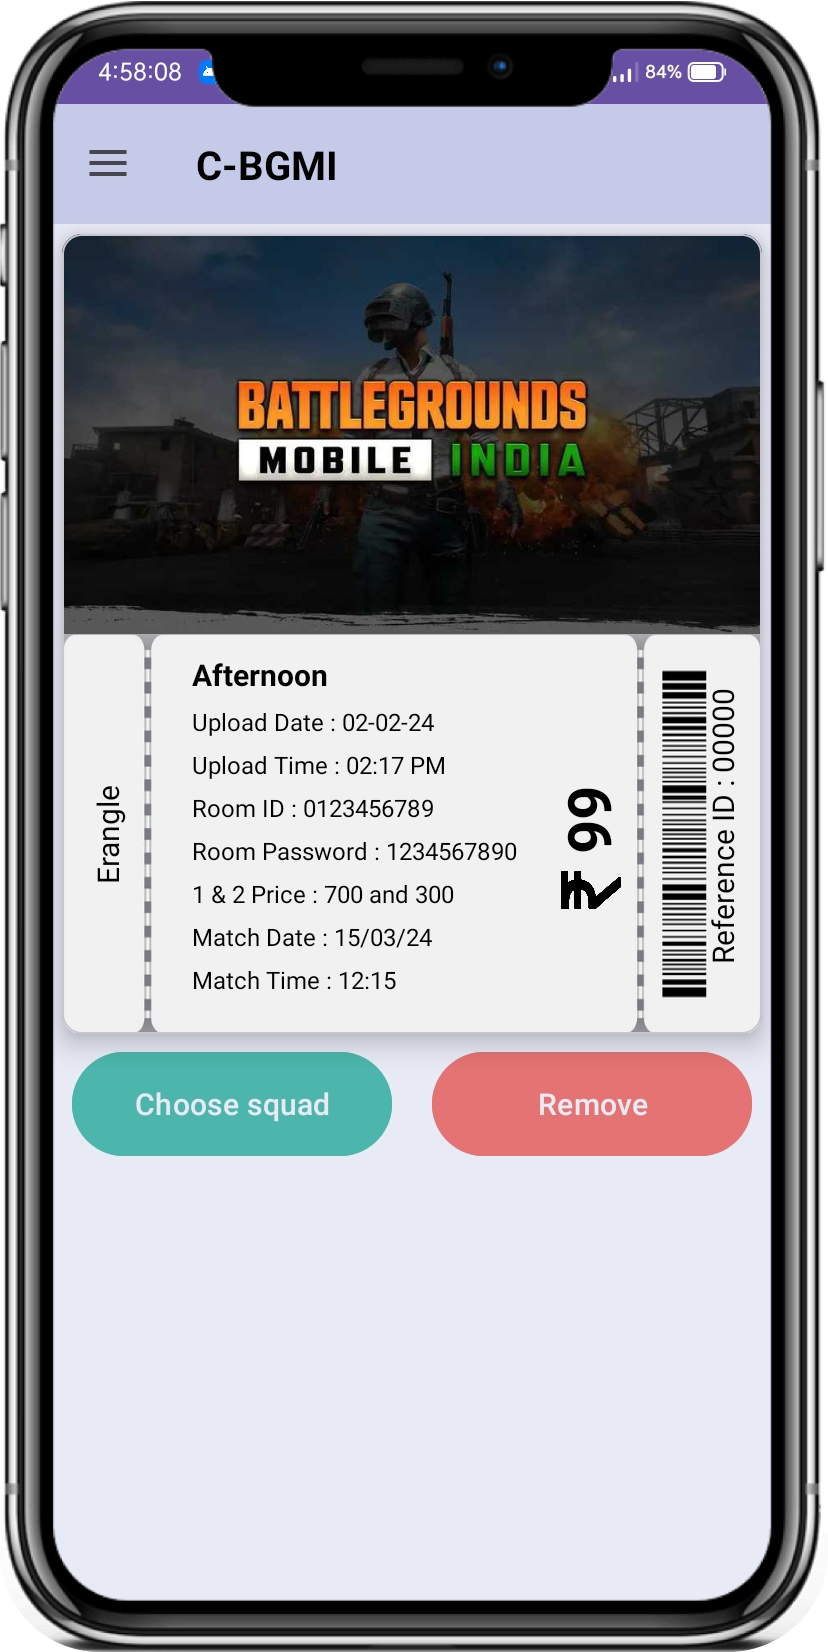 4:58:08
84%
C-BGMI
BATTLEGROUNDS
MOBILE INDIA
Erangle
Afternoon
Upload Date : 02-02-24
Upload Time : 02:17 PM
Room ID : 0123456789
Room Password : 1234567890
1 & 2 Price : 700 and 300
Match Date : 15/03/24
Match Time : 12:15
₹ 99
Reference ID : 00000
Choose squad
Remove